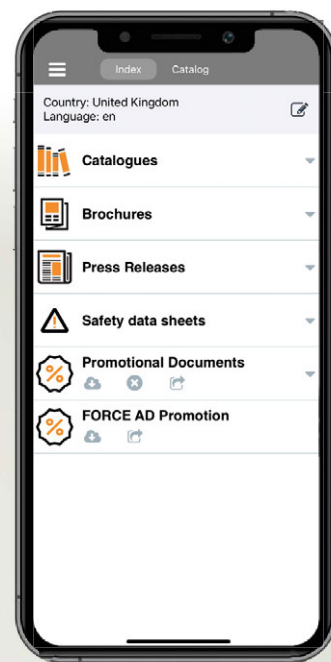 Index Catalog
Country: United Kingdom
Language: en
Catalogues
Brochures
Press Releases
Safety data sheets
%
Promotional Documents
%
FORCE AD Promotion